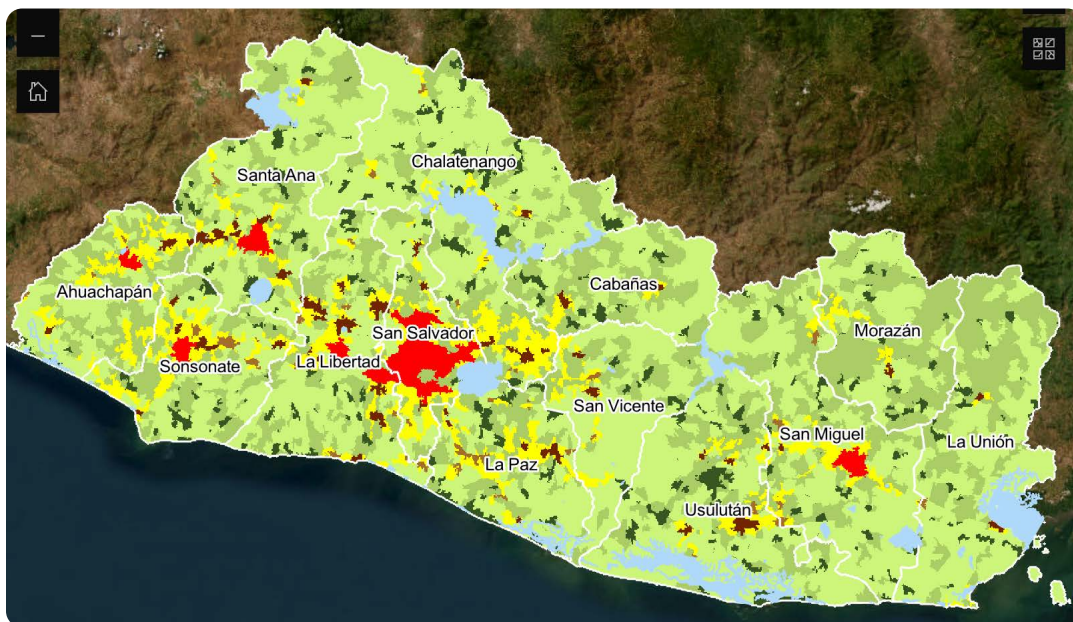 Chalatenango
Santa Ana
Cabañas
Ahuachapán
San Salvador
Morazán
La Libertad
Sonsonate
San Vicente
San Miguel
La Unión
La Paz
Usulután